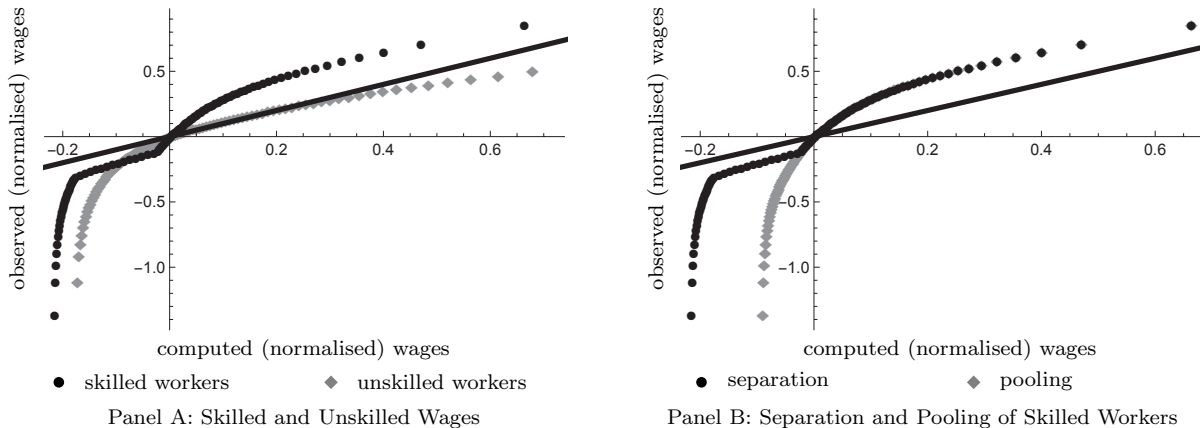 observed (normalised) wages
0.5
−0.5
−1.0
−0.2
0.2
0.4
0.6
computed (normalised) wages
skilled workers
unskilled workers
Panel A: Skilled and Unskilled Wages
observed (normalised) wages
0.5
−0.5
−1.0
−0.2
0.2
0.4
0.6
computed (normalised) wages
separation
pooling
Panel B: Separation and Pooling of Skilled Workers